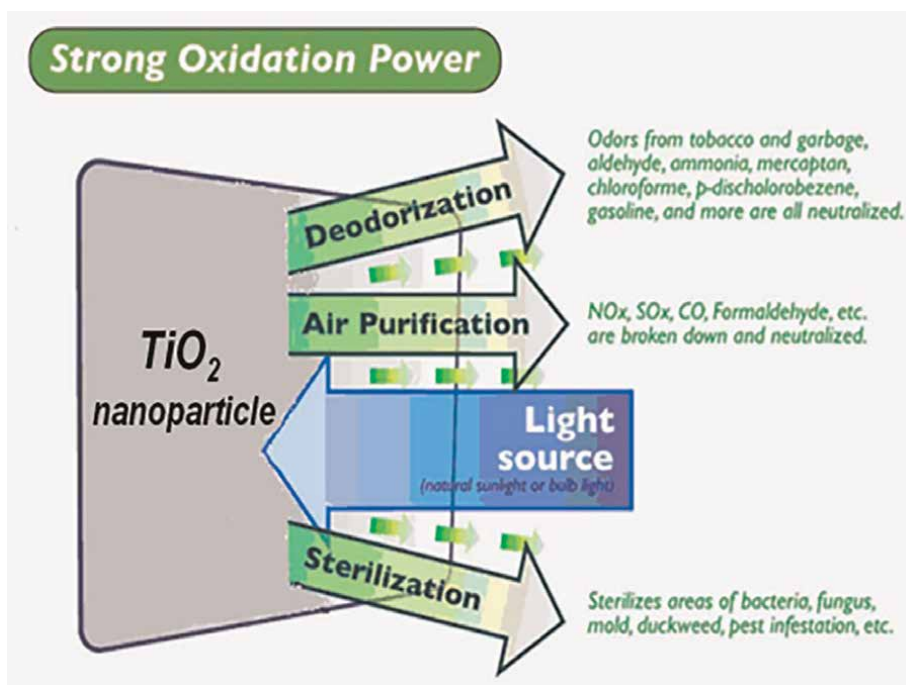 Strong Oxidation Power
Odors from tobacco and garbage,
aldehyde, ammonia, mercaptan,
chloroforme, p-discholorobezene,
gasoline, and more are all neutralized.
Deodorization
Air Purification
NOx, SOx, CO, Formaldehyde, etc.
are broken down and neutralized.
TiO₂
nanoparticle
Light
source
(natural sunlight or bulb light)
Sterilization
Sterilizes areas of bacteria, fungus,
mold, duckweed, pest infestation, etc.